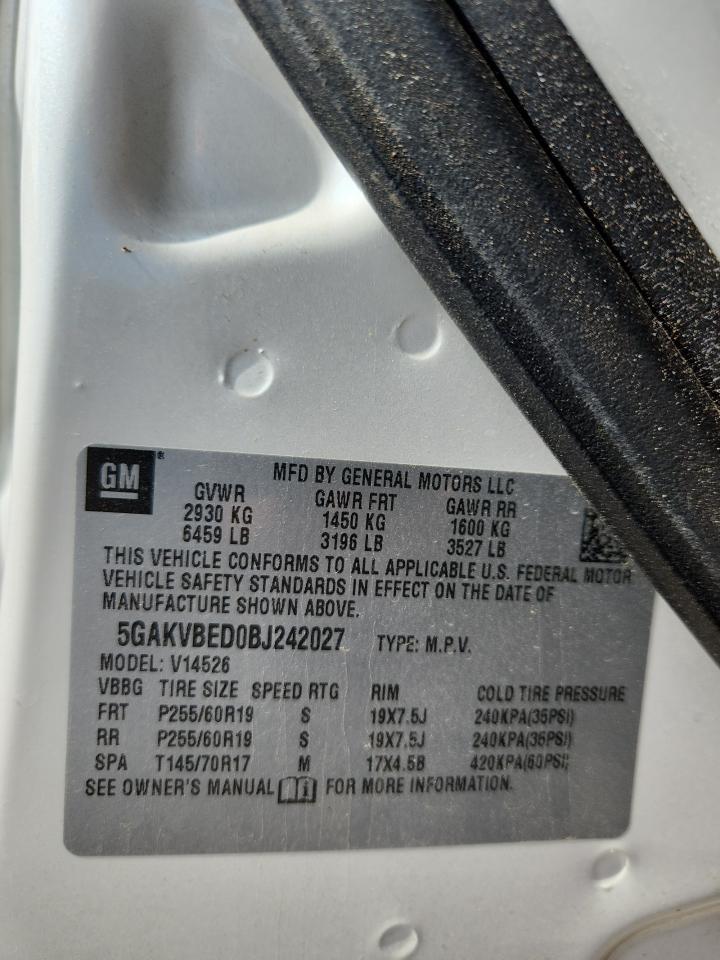 GM
MFD BY GENERAL MOTORS LLC
GVWR GAWR FRT GAWR RR
2930 KG 1450 KG 1600 KG
6459 LB 3196 LB 3527 LB
THIS VEHICLE CONFORMS TO ALL APPLICABLE U.S. FEDERAL MOTOR
VEHICLE SAFETY STANDARDS IN EFFECT ON THE DATE OF
MANUFACTURE SHOWN ABOVE.
5GAKVBED0BJ242027 TYPE: M.P.V.
MODEL: V14526
VBBG TIRE SIZE SPEED RTG RIM COLD TIRE PRESSURE
FRT P255/60R19 S 19X7.5J 240KPA(35PSI)
RR P255/60R19 S 19X7.5J 240KPA(35PSI)
SPA T145/70R17 M 17X4.5B 420KPA(60PSI)
SEE OWNER'S MANUAL FOR MORE INFORMATION.